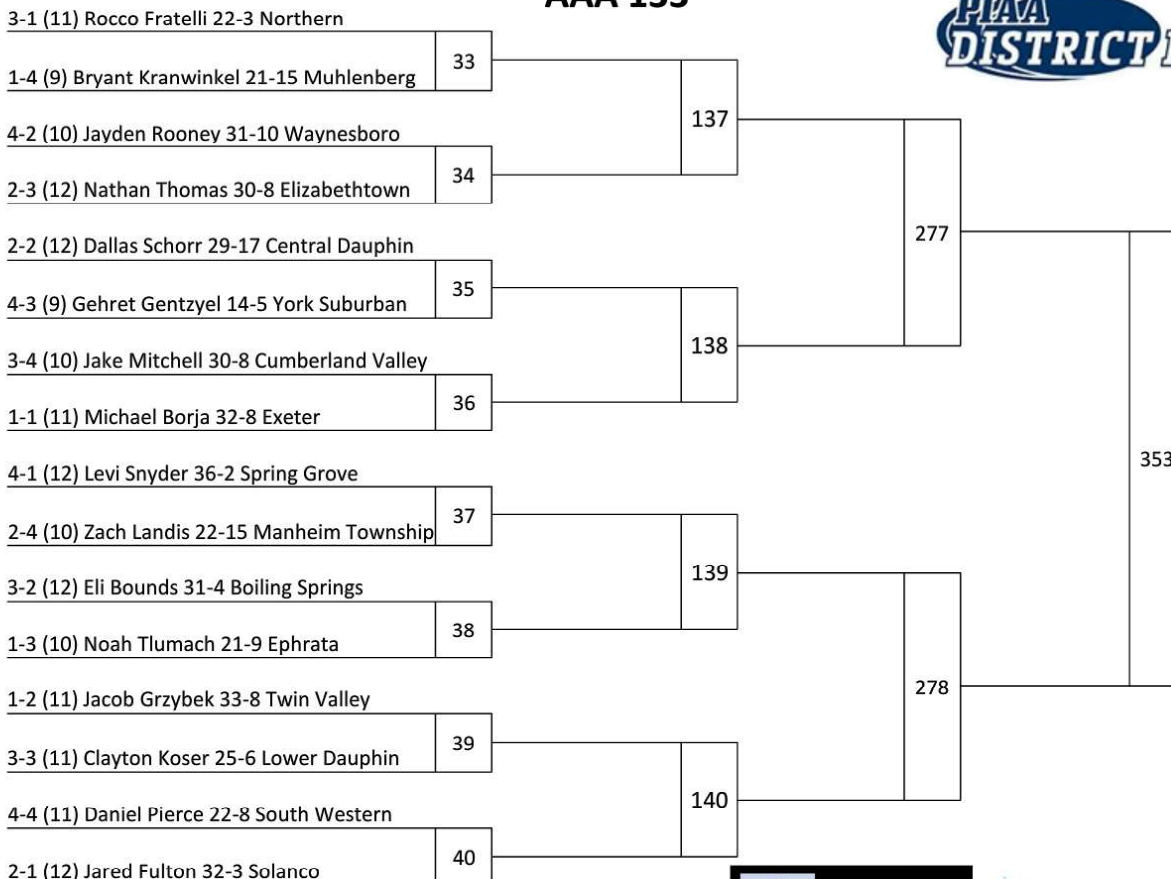 AAA 133
PIAA
DISTRICT
3-1 (11) Rocco Fratelli 22-3 Northern
33
1-4 (9) Bryant Kranwinkel 21-15 Muhlenberg
137
4-2 (10) Jayden Rooney 31-10 Waynesboro
34
2-3 (12) Nathan Thomas 30-8 Elizabethtown
277
2-2 (12) Dallas Schorr 29-17 Central Dauphin
35
4-3 (9) Gehret Gentzyel 14-5 York Suburban
138
3-4 (10) Jake Mitchell 30-8 Cumberland Valley
36
1-1 (11) Michael Borja 32-8 Exeter
353
4-1 (12) Levi Snyder 36-2 Spring Grove
37
2-4 (10) Zach Landis 22-15 Manheim Township
139
3-2 (12) Eli Bounds 31-4 Boiling Springs
38
1-3 (10) Noah Tlumach 21-9 Ephrata
278
1-2 (11) Jacob Grzybek 33-8 Twin Valley
39
3-3 (11) Clayton Koser 25-6 Lower Dauphin
140
4-4 (11) Daniel Pierce 22-8 South Western
40
2-1 (12) Jared Fulton 32-3 Solanco